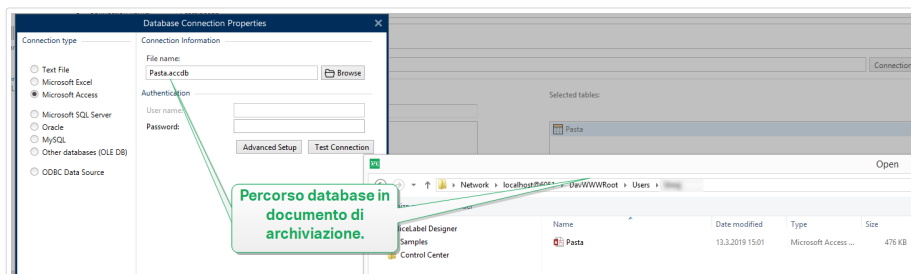 Database Connection Properties
Connection type
Connection Information
File name:
Pasta.accdb
Browse
Text File
Microsoft Excel
Microsoft Access
Microsoft SQL Server
Oracle
MySQL
Other databases (OLE DB)
ODBC Data Source
Authentication
User name:
Password:
Advanced Setup
Test Connection
Connection
Selected tables:
Pasta
Open
Network
DavWWWRoot
Users
Percorso database in
documento di
archiviazione.
Samples
Control Center
Name
Date modified
Type
Size
Pasta
13.3.2019 15:01
Microsoft Access ...
476 KB